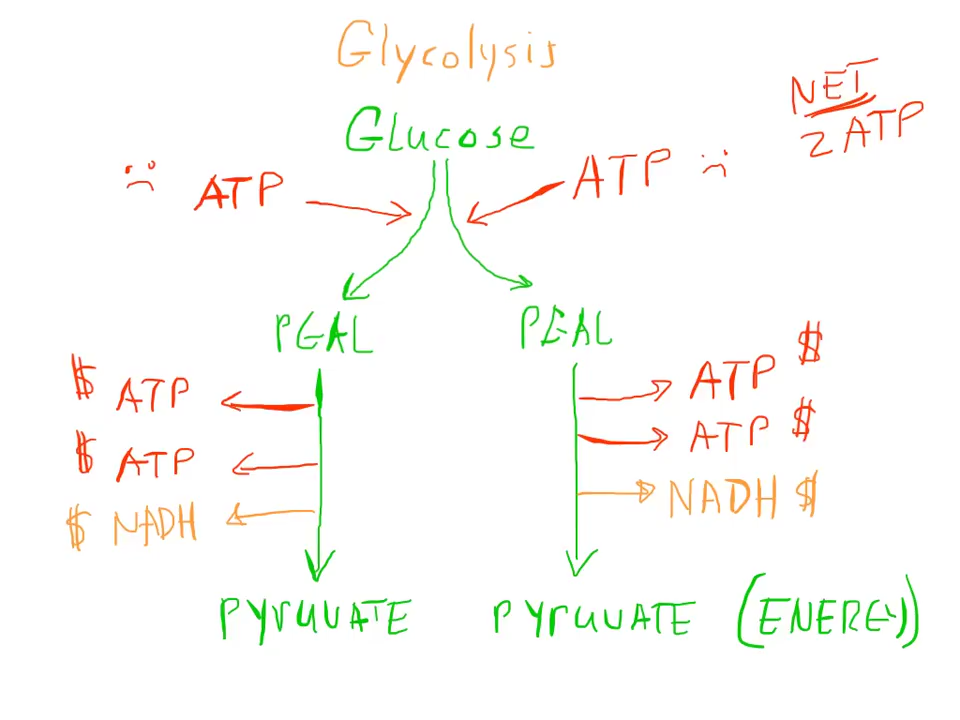 Glycolysis
NET
2 ATP
Glucose
ATP ATP
PGAL PGAL
$ ATP ATP $
$ ATP ATP $
$ NADH NADH $
PYruvATE PYruvATE (ENERGY)